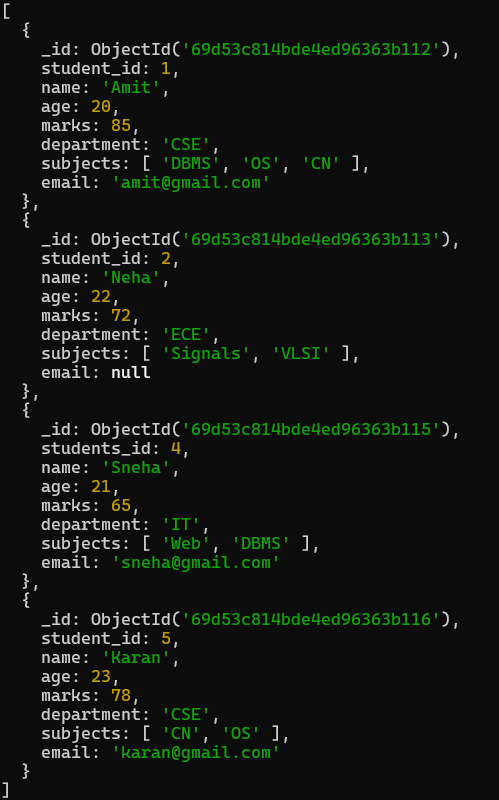 [
  {
    _id: ObjectId('69d53c814bde4ed96363b112'),
    student_id: 1,
    name: 'Amit',
    age: 20,
    marks: 85,
    department: 'CSE',
    subjects: [ 'DBMS', 'OS', 'CN' ],
    email: 'amit@gmail.com'
  },
  {
    _id: ObjectId('69d53c814bde4ed96363b113'),
    student_id: 2,
    name: 'Neha',
    age: 22,
    marks: 72,
    department: 'ECE',
    subjects: [ 'Signals', 'VLSI' ],
    email: null
  },
  {
    _id: ObjectId('69d53c814bde4ed96363b115'),
    students_id: 4,
    name: 'Sneha',
    age: 21,
    marks: 65,
    department: 'IT',
    subjects: [ 'Web', 'DBMS' ],
    email: 'sneha@gmail.com'
  },
  {
    _id: ObjectId('69d53c814bde4ed96363b116'),
    student_id: 5,
    name: 'Karan',
    age: 23,
    marks: 78,
    department: 'CSE',
    subjects: [ 'CN', 'OS' ],
    email: 'karan@gmail.com'
  }
]